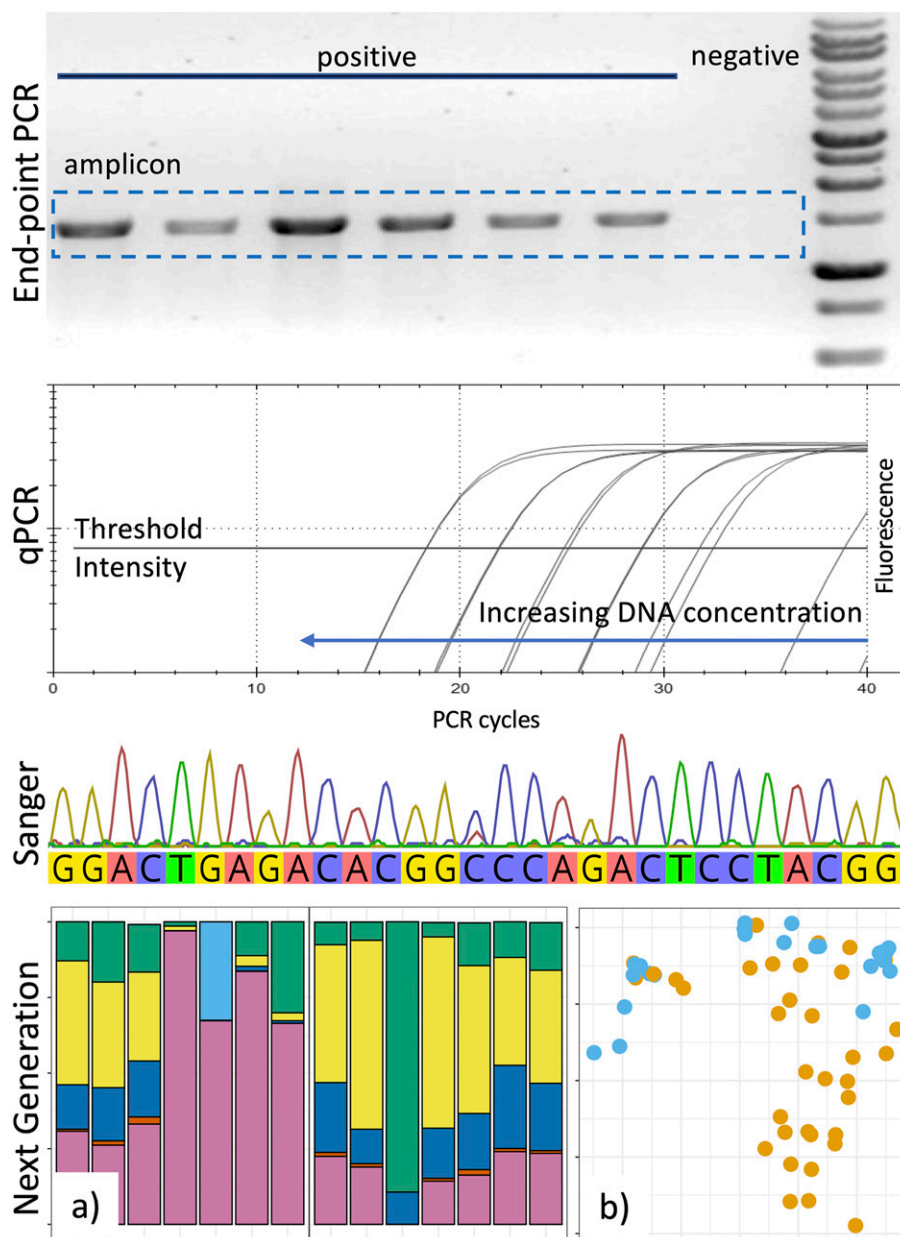 End-point PCR
positive
negative
amplicon
qPCR
Threshold
Intensity
Fluorescence
Increasing DNA concentration
0 10 20 30 40
PCR cycles
Sanger
GGACTGAGACACGGCCCAGACTCCTACGG
Next Generation
a)
b)